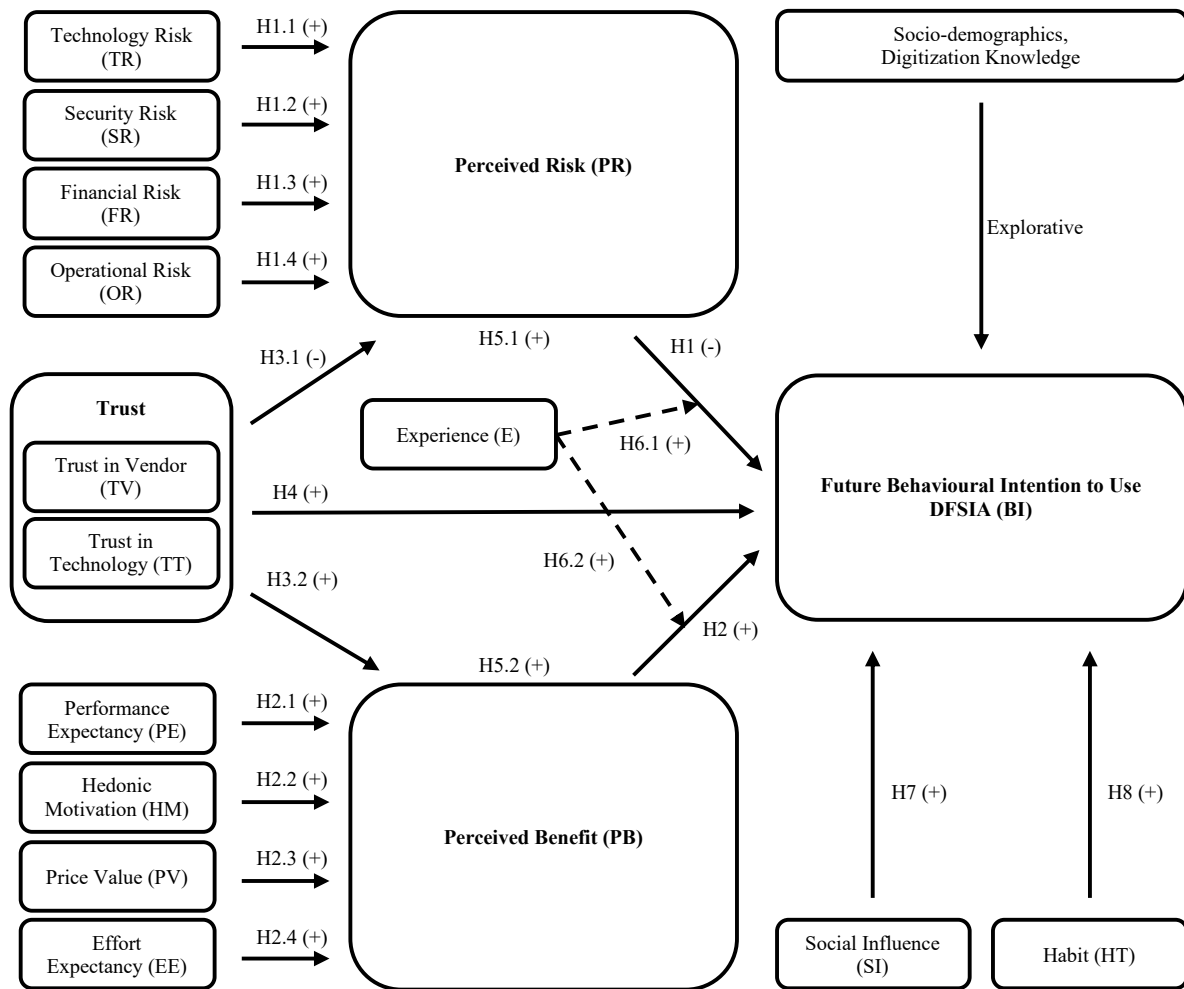 Technology Risk
(TR)
H1.1 (+)
Security Risk
(SR)
H1.2 (+)
Financial Risk
(FR)
H1.3 (+)
Operational Risk
(OR)
H1.4 (+)
Perceived Risk (PR)
Socio-demographics,
Digitization Knowledge
Explorative
H3.1 (-)
H5.1 (+)
H1 (-)
Trust
Trust in Vendor
(TV)
Trust in
Technology (TT)
Experience (E)
H6.1 (+)
H4 (+)
H6.2 (+)
H3.2 (+)
H2 (+)
H5.2 (+)
Future Behavioural Intention to Use
DFSIA (BI)
Performance
Expectancy (PE)
H2.1 (+)
Hedonic
Motivation (HM)
H2.2 (+)
Price Value (PV)
H2.3 (+)
Effort
Expectancy (EE)
H2.4 (+)
Perceived Benefit (PB)
H7 (+)
H8 (+)
Social Influence
(SI)
Habit (HT)